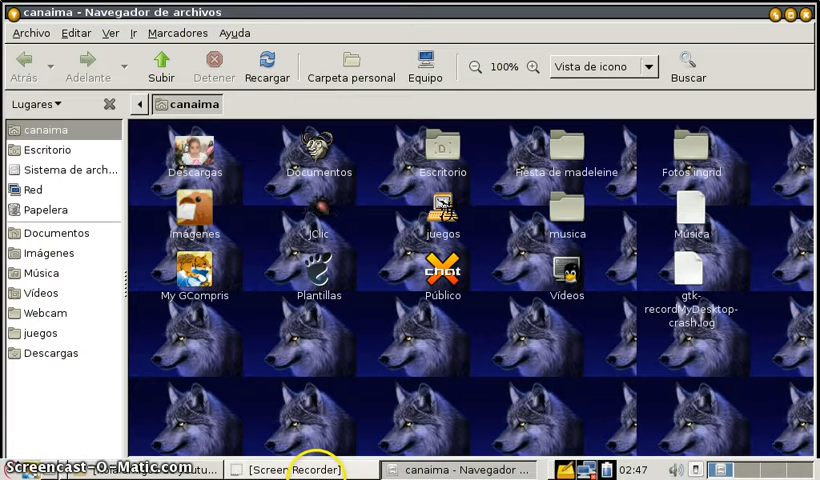 canaima - Navegador de archivos
Archivo Editar Ver Ir Marcadores Ayuda
Atrás Adelante Subir Detener Recargar Carpeta personal Equipo 100% Vista de icono Buscar
Lugares canaima
canaima
Escritorio
Sistema de arch...
Red
Papelera
Documentos
Imágenes
Música
Vídeos
Webcam
juegos
Descargas
Descargas Documentos Escritorio Fiesta de madeleine Fotos ingrid
Imágenes JClic juegos musica Música
My GCompris Plantillas Público Vídeos gtk-
recordMyDesktop-
crash.log
chat
Screencast-O-Matic.com [Screen Recorder] canaima - Navegador ... 02:47